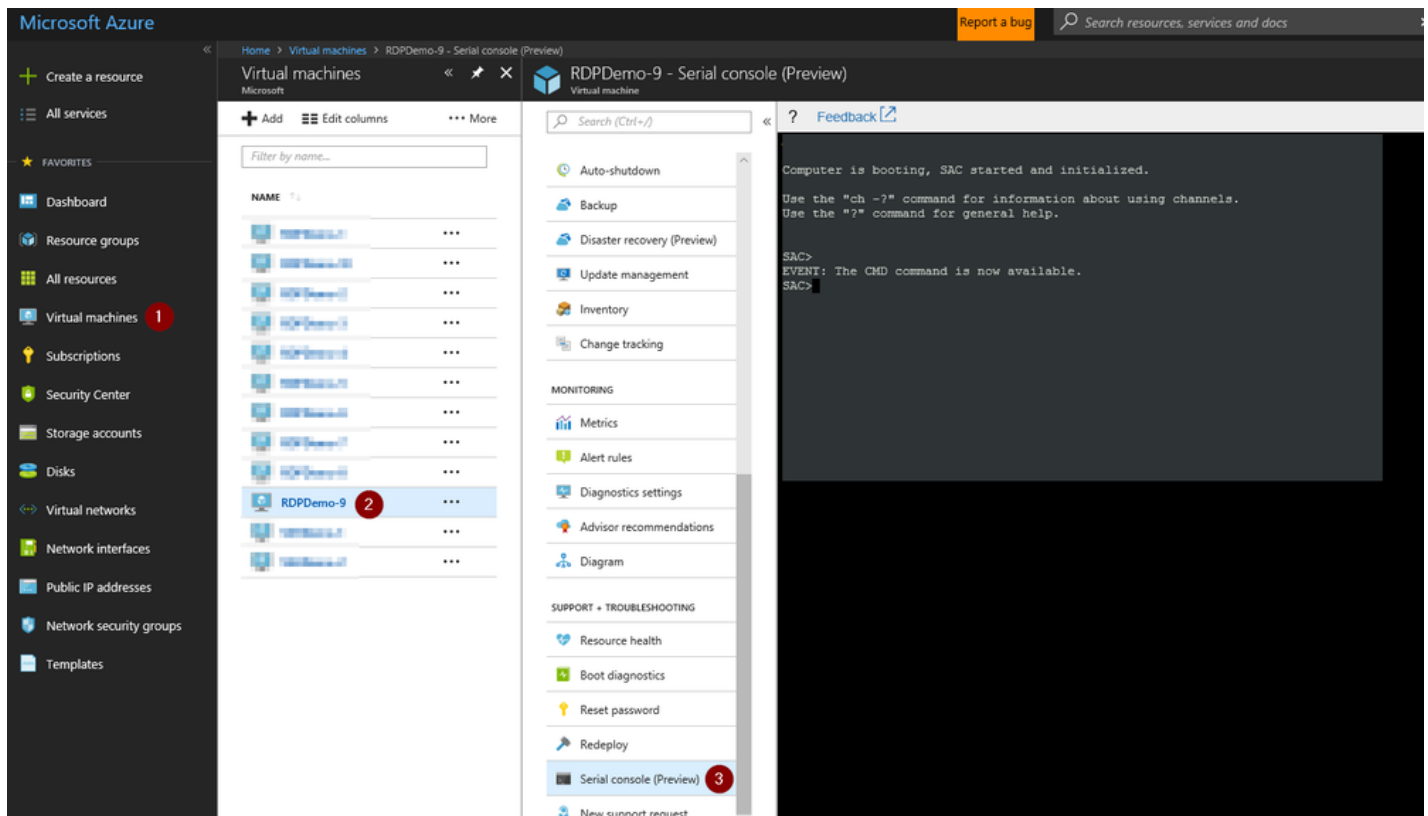 Microsoft Azure
Report a bug
Search resources, services and docs
«
Home > Virtual machines > RDPDemo-9 - Serial console (Preview)
Create a resource
All services
FAVORITES
Dashboard
Resource groups
All resources
Virtual machines 1
Subscriptions
Security Center
Storage accounts
Disks
Virtual networks
Network interfaces
Public IP addresses
Network security groups
Templates
Virtual machines «
Microsoft
Add Edit columns ··· More
Filter by name...
NAME
RDPDemo-9 2 ···
RDPDemo-9 - Serial console (Preview)
Virtual machine
Search (Ctrl+/) «
Auto-shutdown
Backup
Disaster recovery (Preview)
Update management
Inventory
Change tracking
MONITORING
Metrics
Alert rules
Diagnostics settings
Advisor recommendations
Diagram
SUPPORT + TROUBLESHOOTING
Resource health
Boot diagnostics
Reset password
Redeploy
Serial console (Preview) 3
New support request
? Feedback
Computer is booting, SAC started and initialized.
Use the "ch -?" command for information about using channels.
Use the "?" command for general help.
SAC>
EVENT: The CMD command is now available.
SAC>